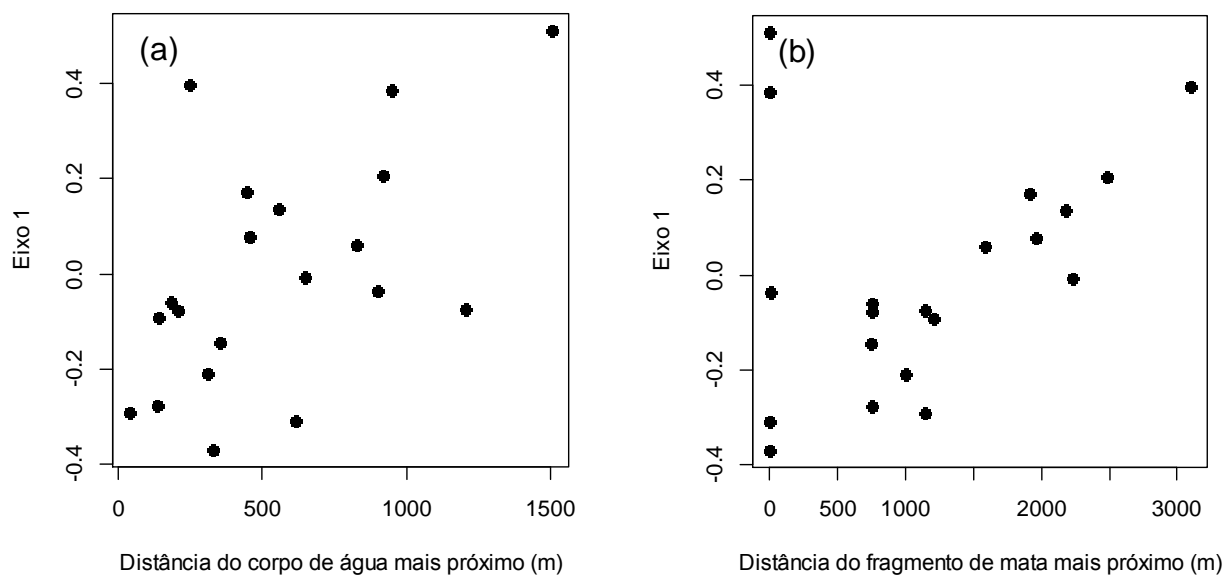 (a)
Eixo 1
0.4
0.2
0.0
-0.2
-0.4
0 500 1000 1500
Distância do corpo de água mais próximo (m)
(b)
Eixo 1
0.4
0.2
0.0
-0.2
-0.4
0 500 1000 2000 3000
Distância do fragmento de mata mais próximo (m)